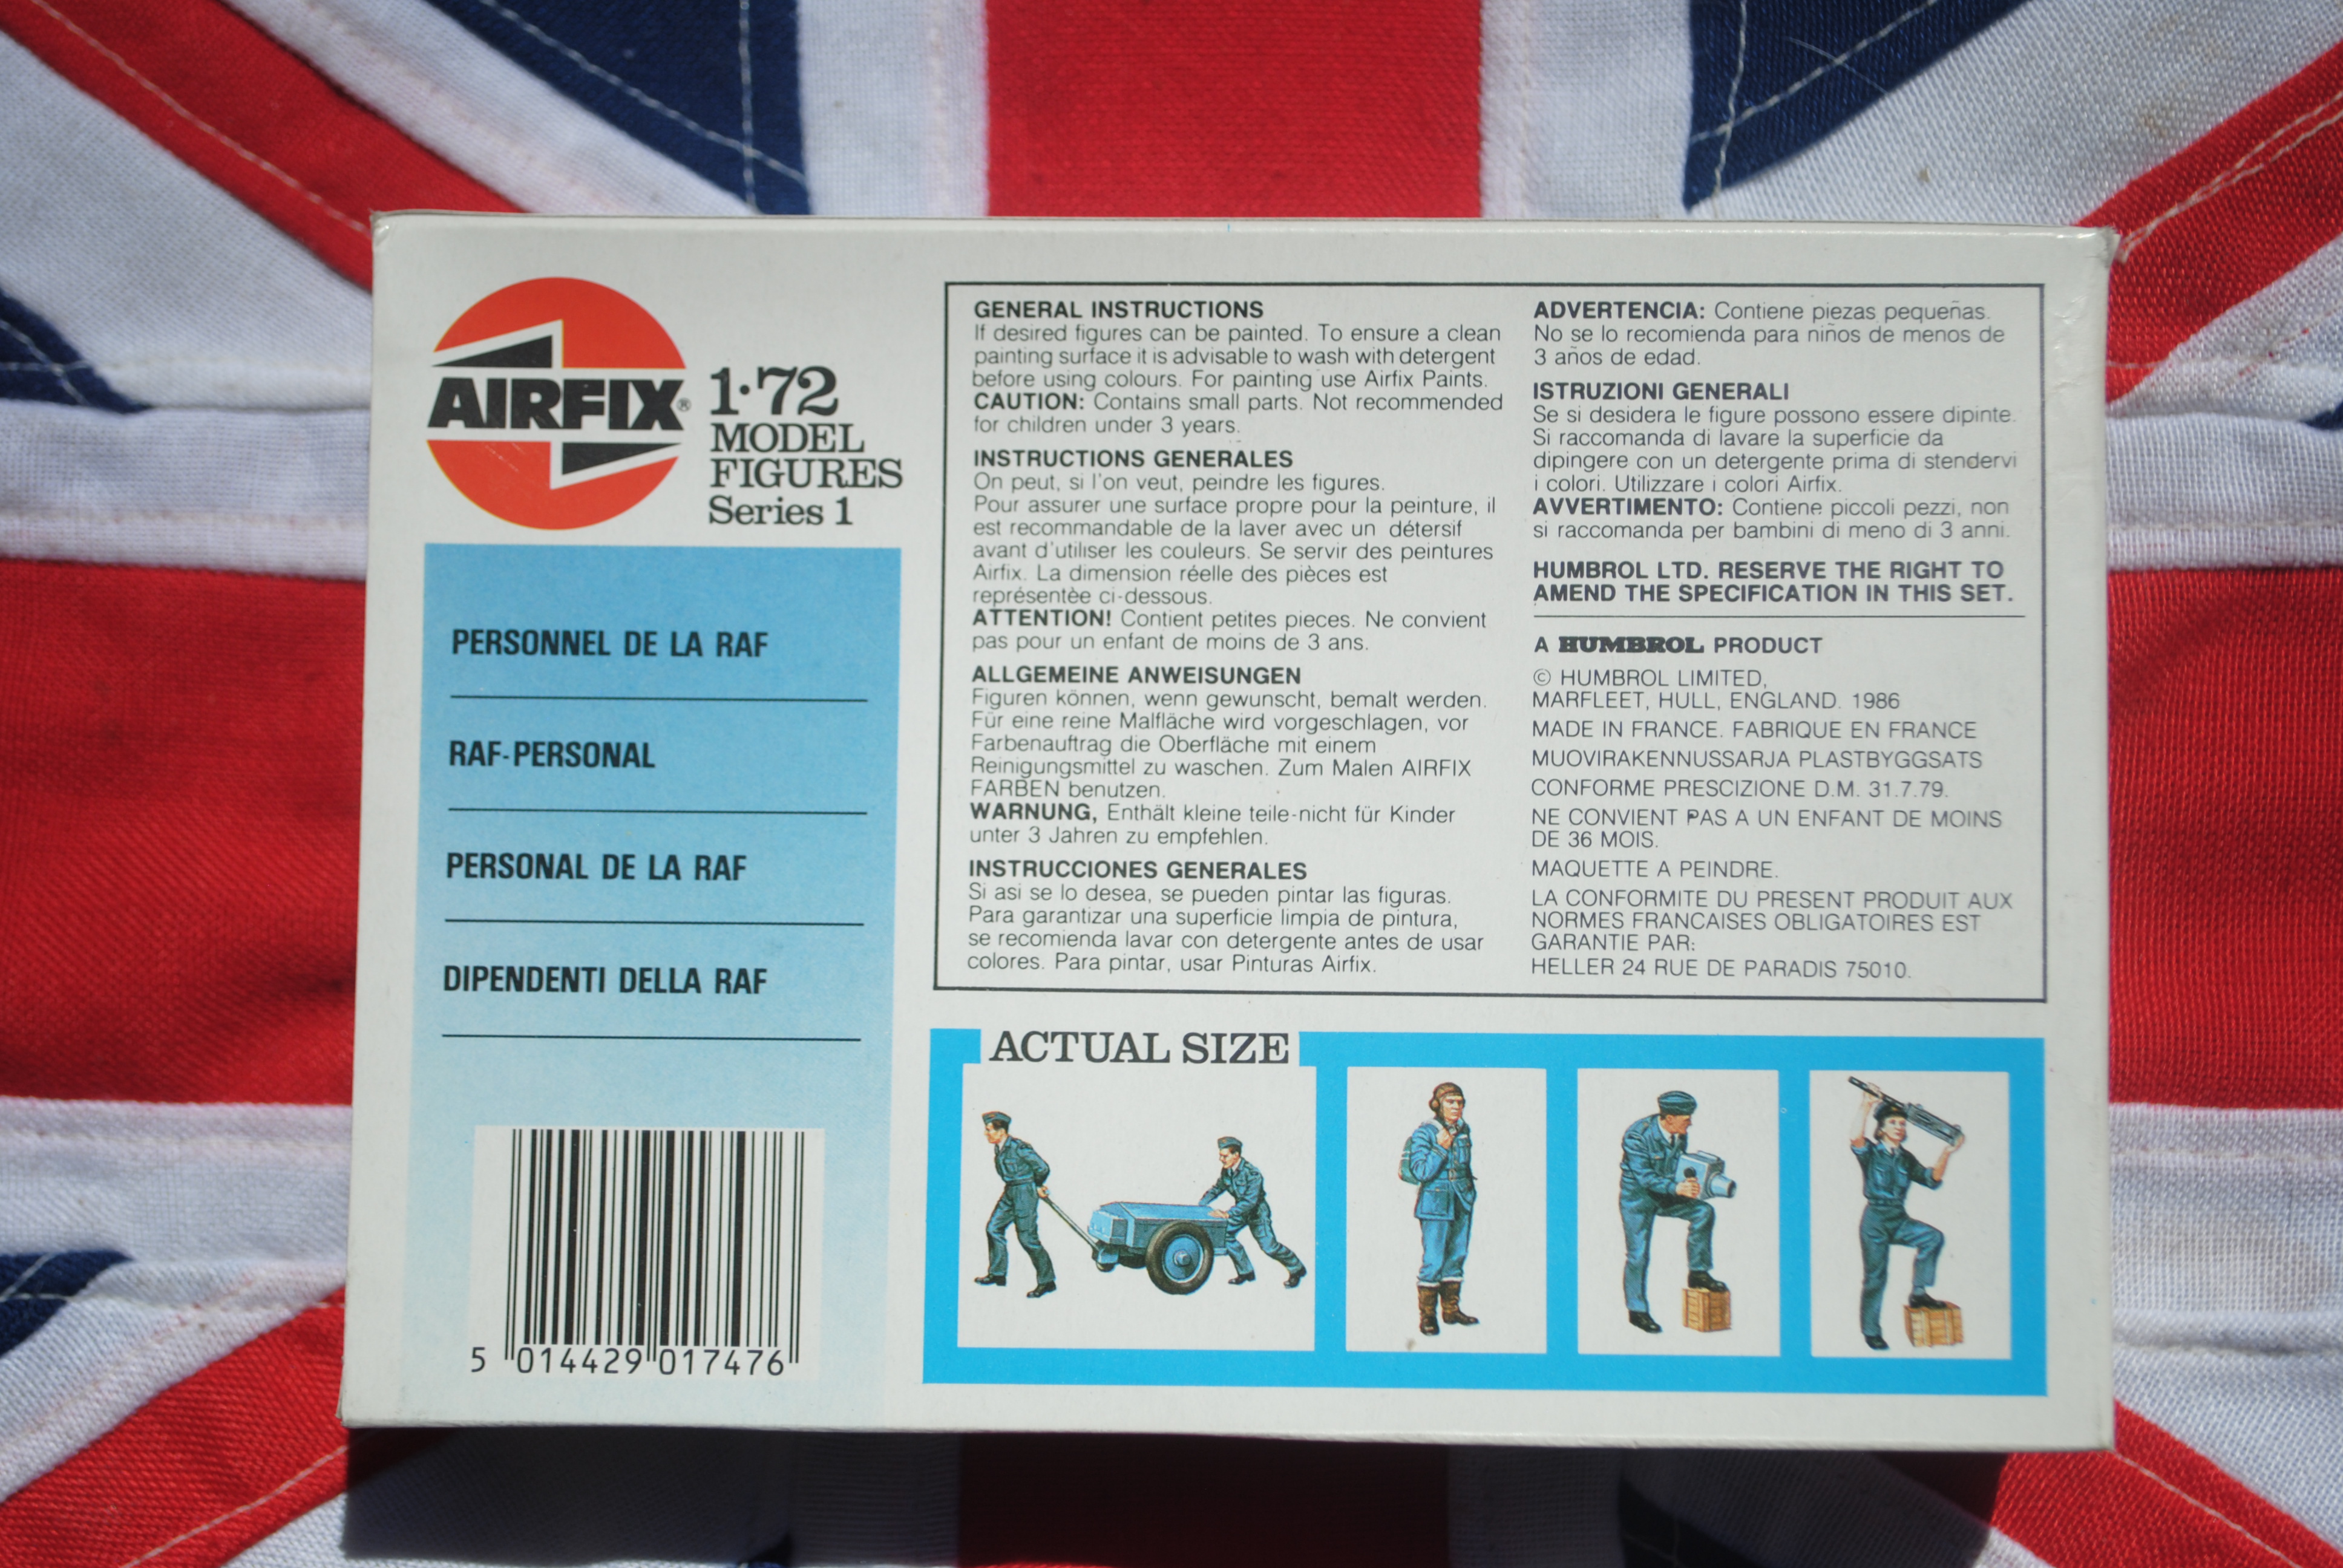 AIRFIX®
1·72
MODEL
FIGURES
Series 1
PERSONNEL DE LA RAF
RAF-PERSONAL
PERSONAL DE LA RAF
DIPENDENTI DELLA RAF
5 014429 017476
GENERAL INSTRUCTIONS
If desired figures can be painted. To ensure a clean
painting surface it is advisable to wash with detergent
before using colours. For painting use Airfix Paints.
CAUTION: Contains small parts. Not recommended
for children under 3 years.
INSTRUCTIONS GENERALES
On peut, si l'on veut, peindre les figures.
Pour assurer une surface propre pour la peinture, il
est recommandable de la laver avec un détersif
avant d'utiliser les couleurs. Se servir des peintures
Airfix. La dimension réelle des pièces est
représentèe ci-dessous.
ATTENTION! Contient petites pieces. Ne convient
pas pour un enfant de moins de 3 ans.
ALLGEMEINE ANWEISUNGEN
Figuren können, wenn gewunscht, bemalt werden.
Für eine reine Malfläche wird vorgeschlagen, vor
Farbenauftrag die Oberfläche mit einem
Reinigungsmittel zu waschen. Zum Malen AIRFIX
FARBEN benutzen.
WARNUNG, Enthält kleine teile-nicht für Kinder
unter 3 Jahren zu empfehlen.
INSTRUCCIONES GENERALES
Si asi se lo desea, se pueden pintar las figuras.
Para garantizar una superficie limpia de pintura,
se recomienda lavar con detergente antes de usar
colores. Para pintar, usar Pinturas Airfix.
ADVERTENCIA: Contiene piezas pequeñas.
No se lo recomienda para niños de menos de
3 años de edad.
ISTRUZIONI GENERALI
Se si desidera le figure possono essere dipinte.
Si raccomanda di lavare la superficie da
dipingere con un detergente prima di stendervi
i colori. Utilizzare i colori Airfix.
AVVERTIMENTO: Contiene piccoli pezzi, non
si raccomanda per bambini di meno di 3 anni.
HUMBROL LTD. RESERVE THE RIGHT TO
AMEND THE SPECIFICATION IN THIS SET.
A HUMBROL PRODUCT
© HUMBROL LIMITED,
MARFLEET, HULL, ENGLAND. 1986
MADE IN FRANCE. FABRIQUE EN FRANCE
MUOVIRAKENNUSSARJA PLASTBYGGSATS
CONFORME PRESCIZIONE D.M. 31.7.79.
NE CONVIENT PAS A UN ENFANT DE MOINS
DE 36 MOIS.
MAQUETTE A PEINDRE.
LA CONFORMITE DU PRESENT PRODUIT AUX
NORMES FRANCAISES OBLIGATOIRES EST
GARANTIE PAR:
HELLER 24 RUE DE PARADIS 75010.
ACTUAL SIZE